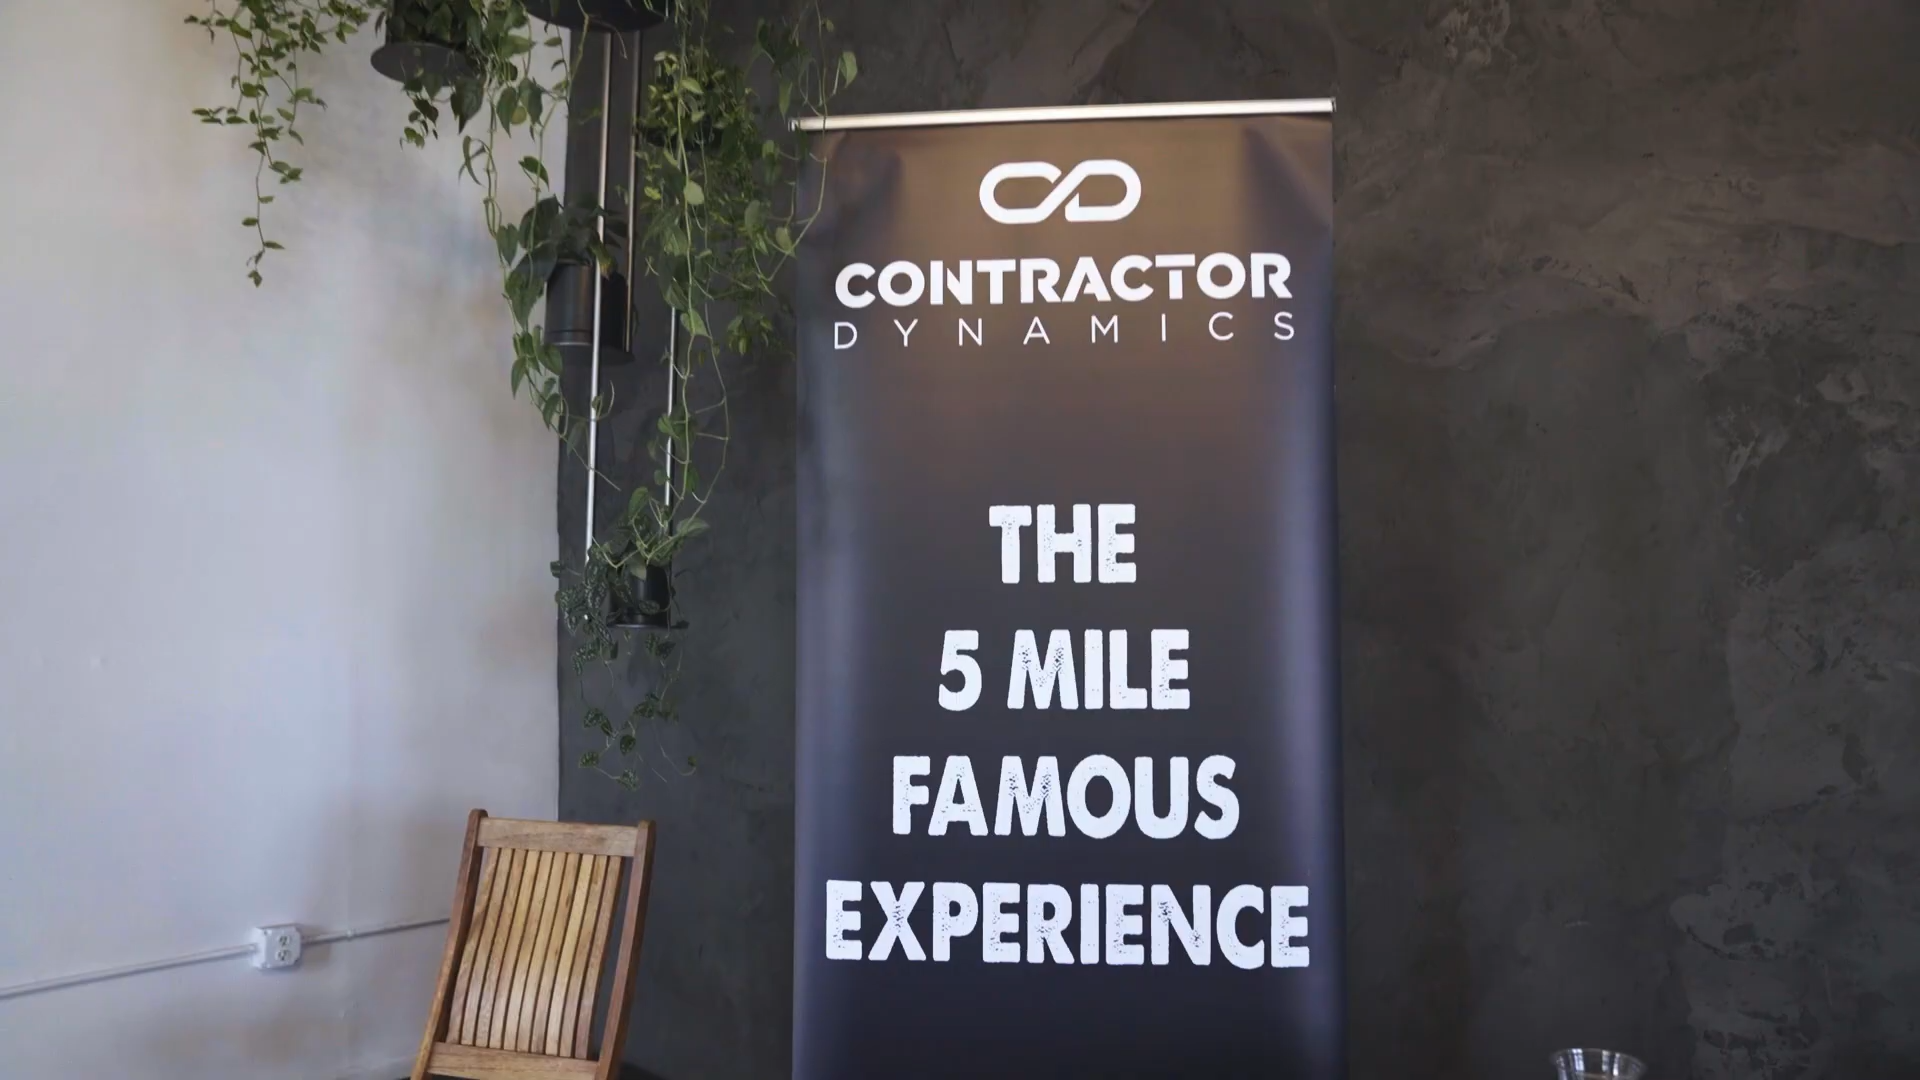 CONTRACTOR
DYNAMICS
THE
5 MILE
FAMOUS
EXPERIENCE